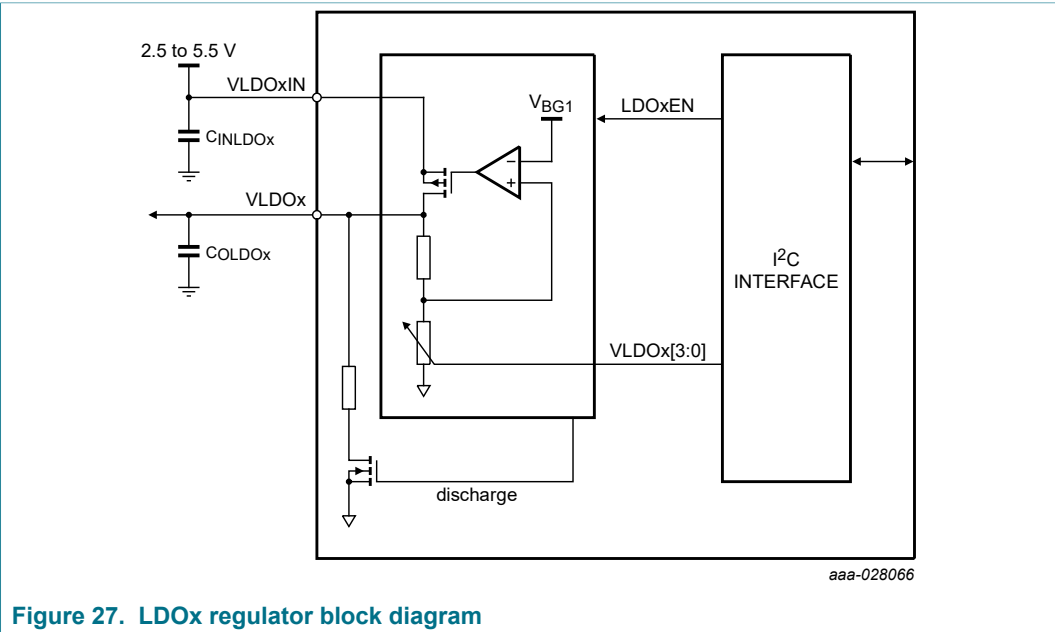 2.5 to 5.5 V
VLDOxIN
CINLDOx
VLDOx
COLDOx
VBG1
−
+
LDOxEN
I2C
INTERFACE
VLDOx[3:0]
discharge
aaa-028066
Figure 27. LDOx regulator block diagram